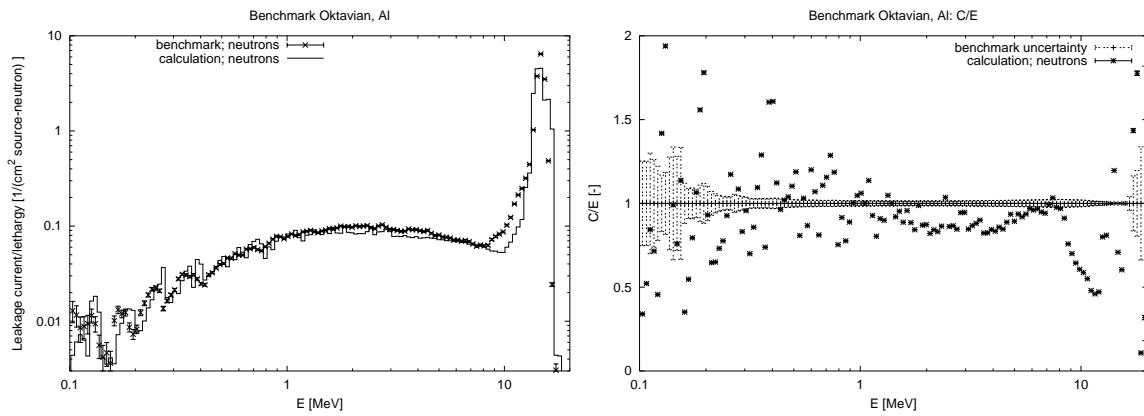 Benchmark Oktavian, Al
benchmark; neutrons
calculation; neutrons
Leakage current/lethargy [1/(cm² source-neutron) ]
10
1
0.1
0.01
0.1
1
10
E [MeV]
Benchmark Oktavian, Al: C/E
benchmark uncertainty
calculation; neutrons
C/E [-]
2
1.5
1
0.5
0
0.1
1
10
E [MeV]